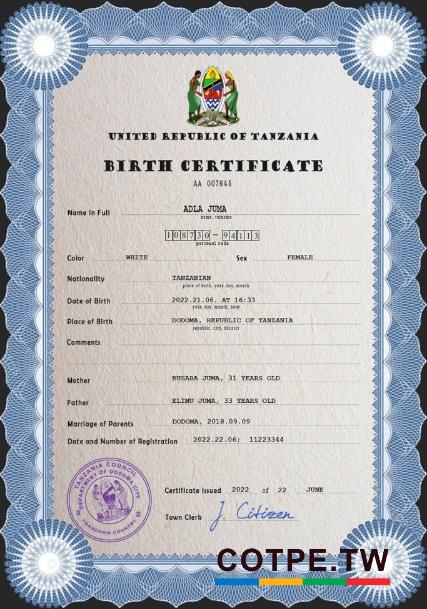 UNITED REPUBLIC OF TANZANIA
BIRTH CERTIFICATE
AA 007645
Name in Full ADLA JUMA
name, surname
108730-94113
personal code
Color WHITE Sex FEMALE
Nationality TANZANIAN
place of birth, year, day, month
Date of Birth 2022.21.06. AT 16:33
year, day, month, hour
Place of Birth DODOMA, REPUBLIC OF TANZANIA
republic, city, district
Comments
Mother BUSARA JUMA, 31 YEARS OLD
Father ELIMU JUMA, 33 YEARS OLD
Marriage of Parents DODOMA, 2018.09.09
Date and Number of Registration 2022.22.06; 11223344
TANZANIA COUNCIL
DEPARTMENT OF DODOMA CITY
Certificate issued 2022 of 22 JUNE
Town Clerk J. Citizen
COTPE.TW